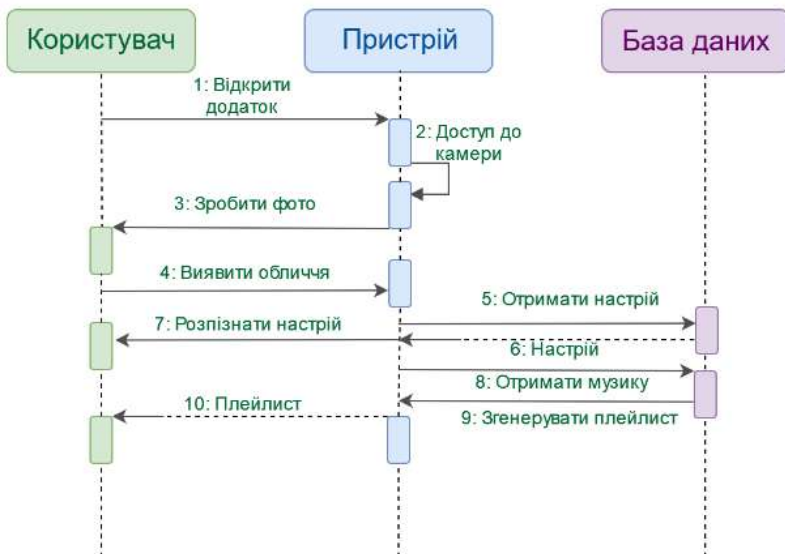 Користувач
Пристрій
База даних
1: Відкрити
додаток
2: Доступ до
камери
3: Зробити фото
4: Виявити обличчя
5: Отримати настрій
7: Розпізнати настрій
6: Настрій
8: Отримати музику
10: Плейлист
9: Згенерувати плейлист